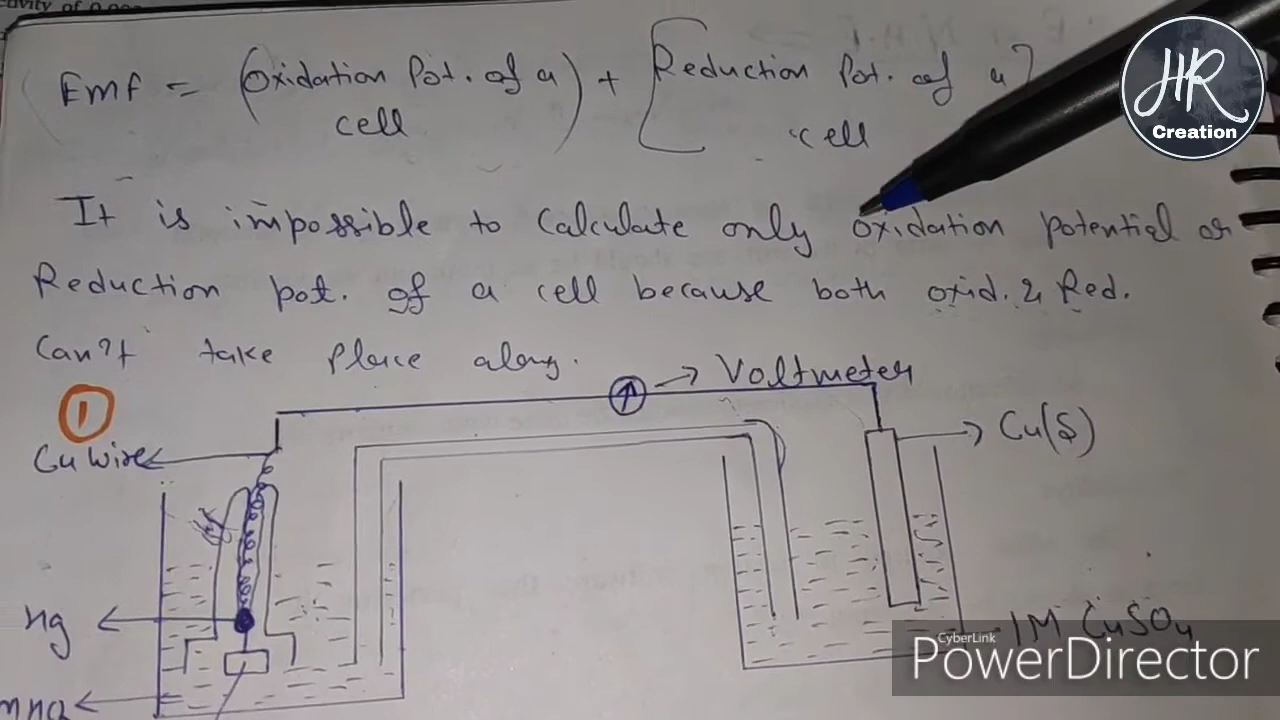 Emf = (Oxidation Pot. of a cell) + [Reduction Pot. of a cell]
It is impossible to Calculate only oxidation potential or
Reduction pot. of a cell because both oxid. & Red.
Can't take Place along.
1
→ Voltmeter
Cu wire
→ Cu(s)
Hg
1M CuSO4
HR
Creation
CyberLink
PowerDirector